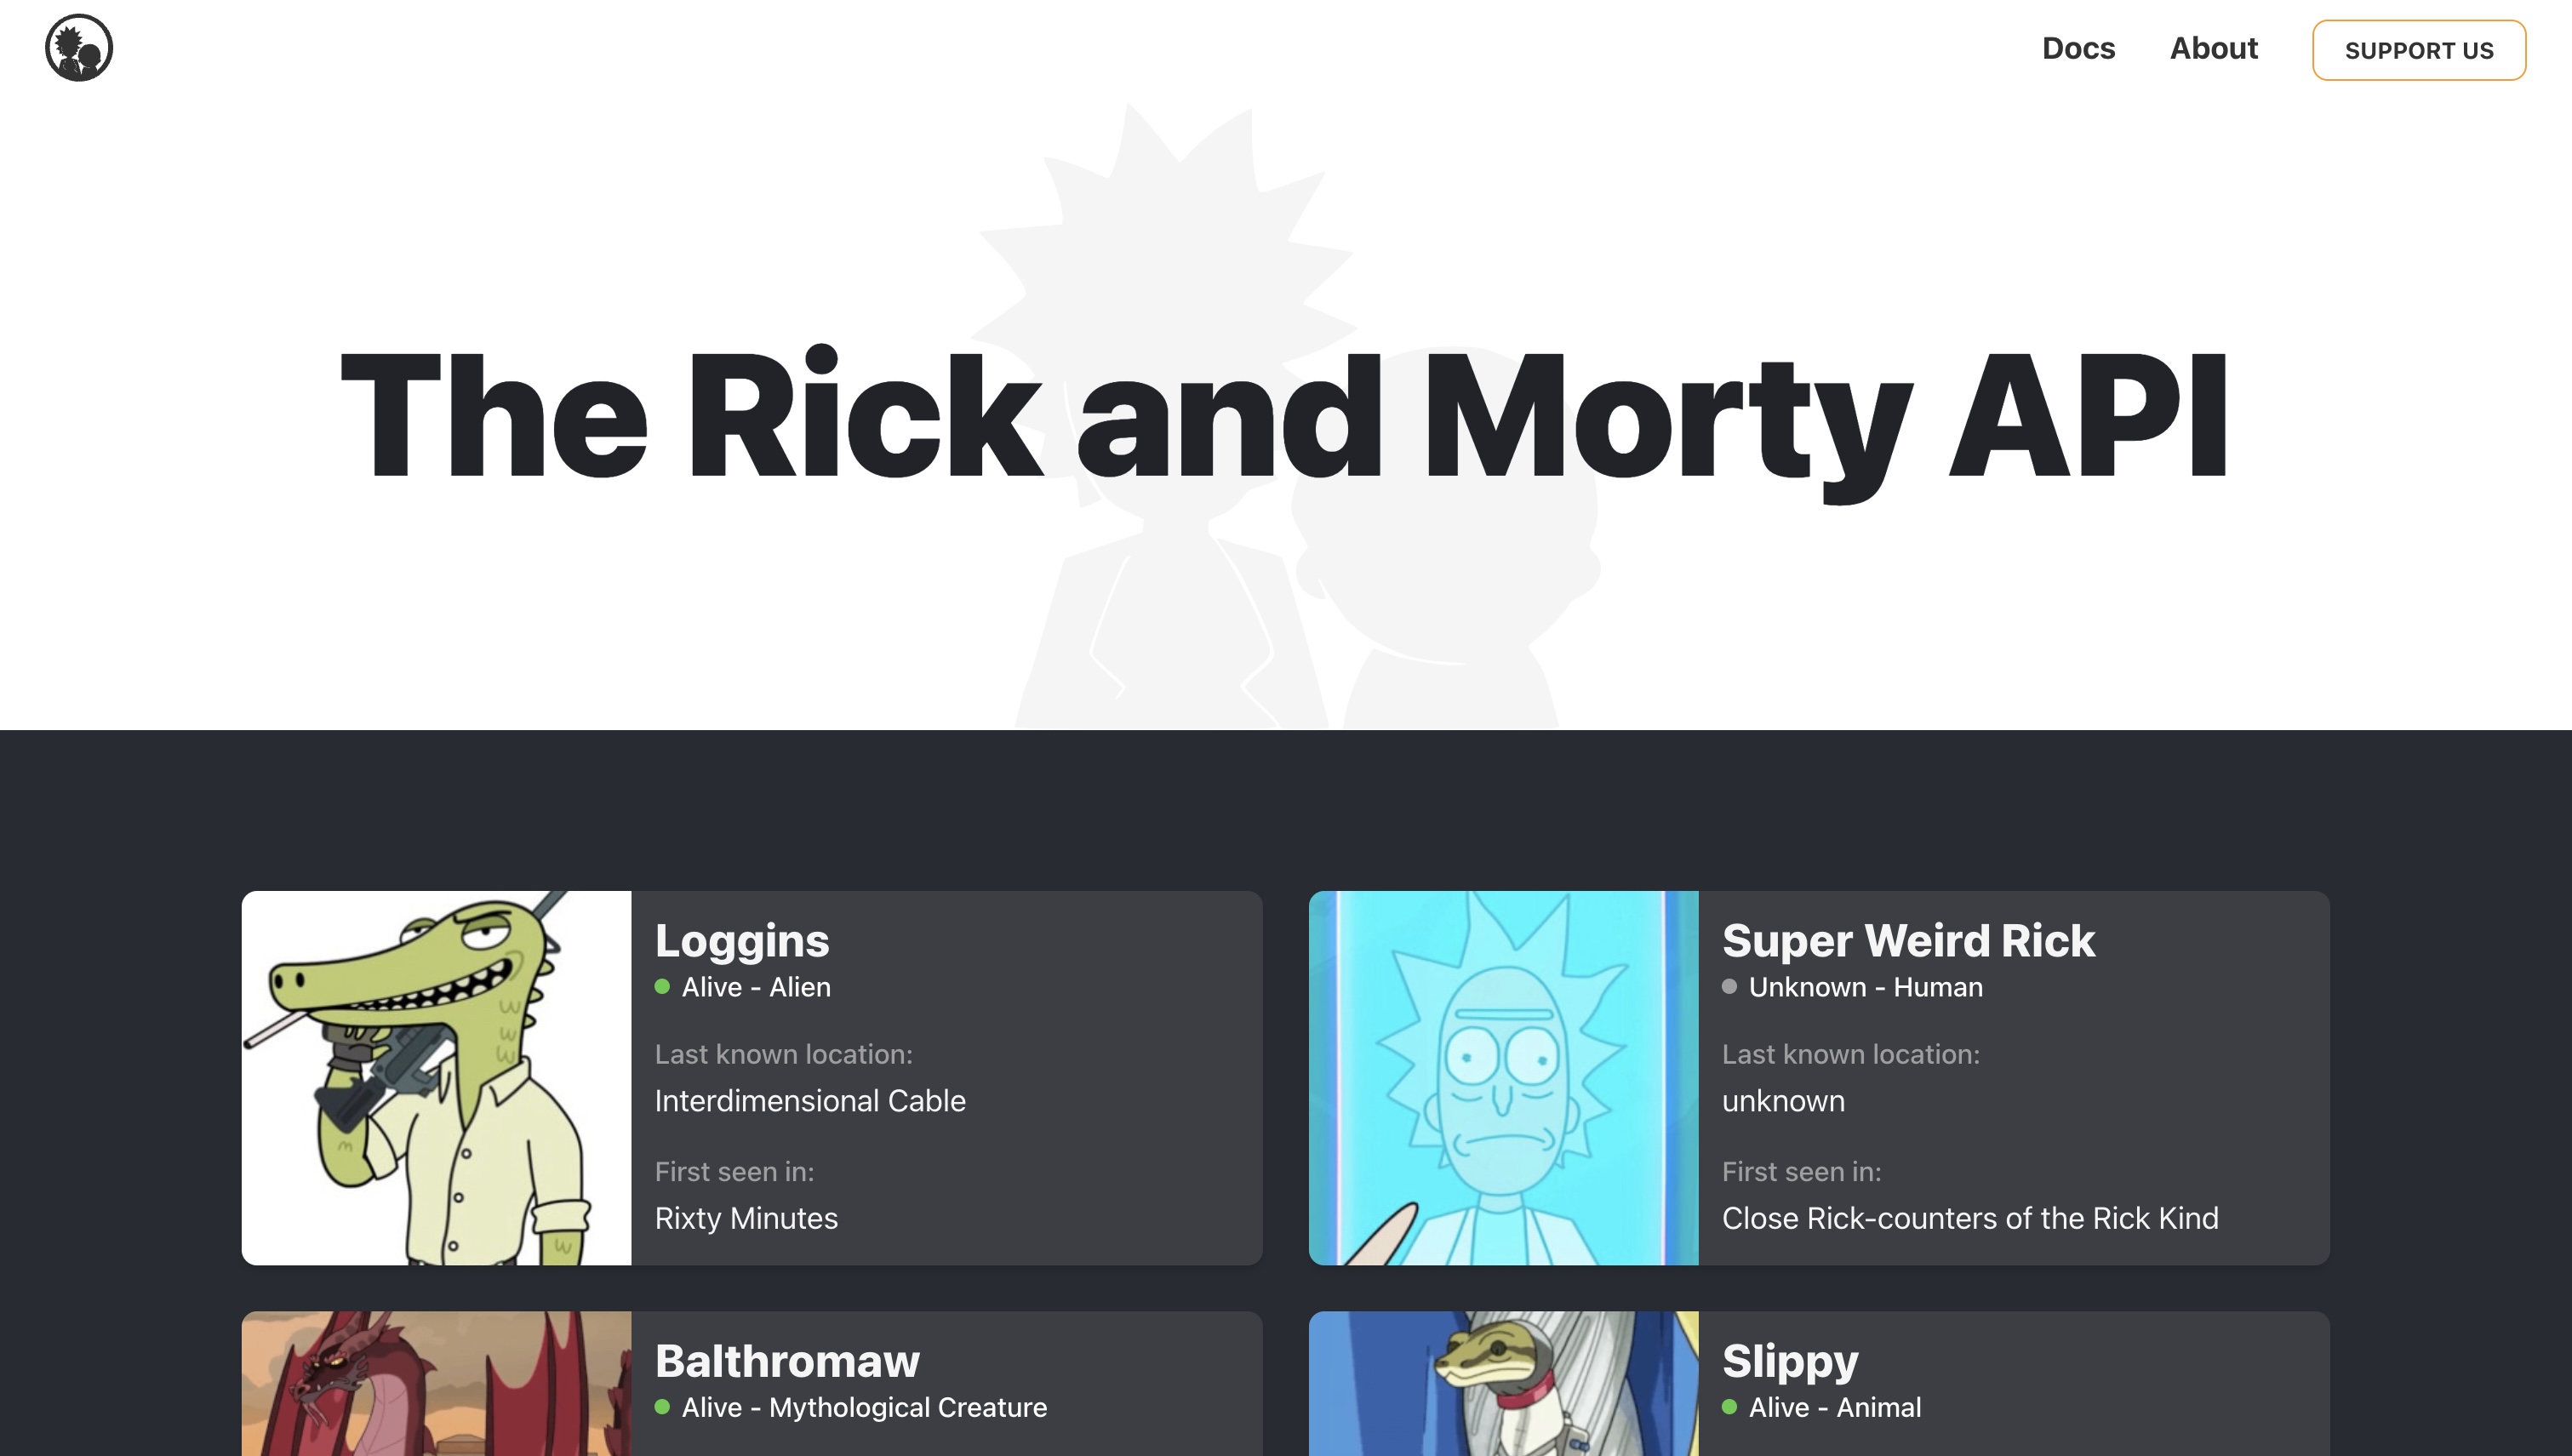 Docs
About
SUPPORT US
The Rick and Morty API
Loggins
Alive - Alien
Last known location:
Interdimensional Cable
First seen in:
Rixty Minutes
Super Weird Rick
Unknown - Human
Last known location:
unknown
First seen in:
Close Rick-counters of the Rick Kind
Balthromaw
Alive - Mythological Creature
Slippy
Alive - Animal